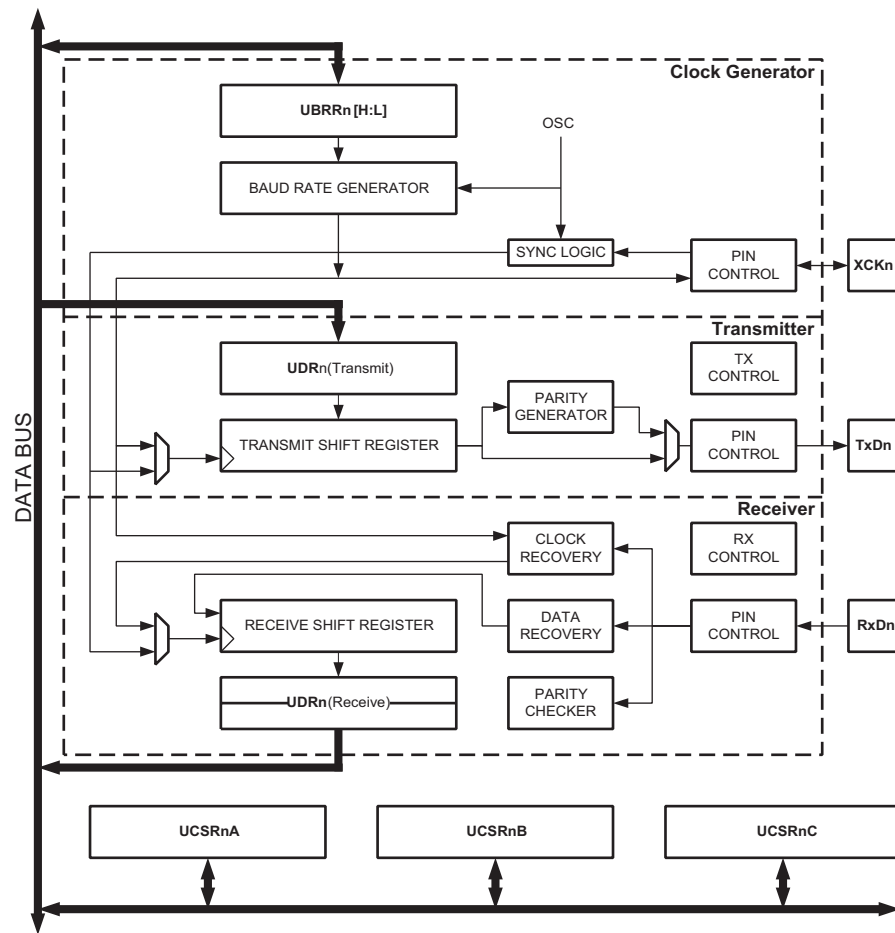 Clock Generator
UBRRn [H:L]
OSC
BAUD RATE GENERATOR
SYNC LOGIC
PIN
CONTROL
XCKn
Transmitter
UDRn(Transmit)
TX
CONTROL
PARITY
GENERATOR
TRANSMIT SHIFT REGISTER
PIN
CONTROL
TxDn
DATA BUS
Receiver
CLOCK
RECOVERY
RX
CONTROL
RECEIVE SHIFT REGISTER
DATA
RECOVERY
PIN
CONTROL
RxDn
UDRn(Receive)
PARITY
CHECKER
UCSRnA
UCSRnB
UCSRnC